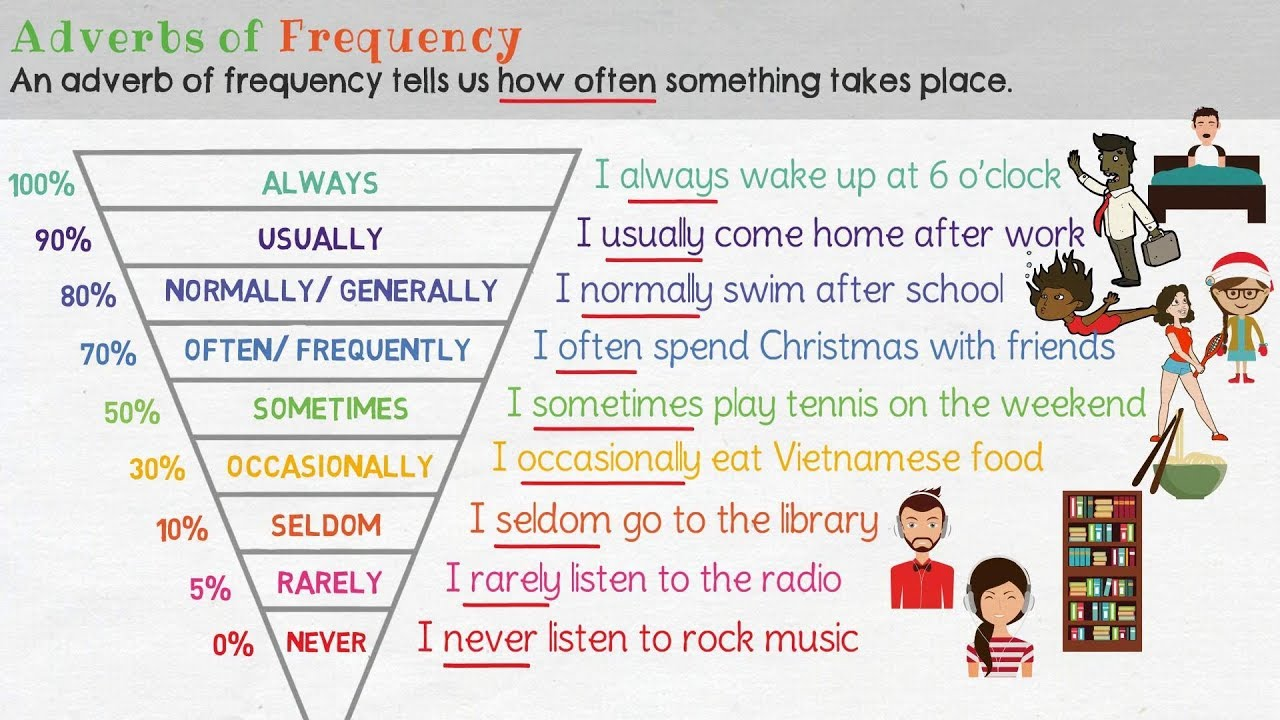 Adverbs of Frequency
An adverb of frequency tells us how often something takes place.
100% ALWAYS I always wake up at 6 o'clock
90% USUALLY I usually come home after work
80% NORMALLY/ GENERALLY I normally swim after school
70% OFTEN/ FREQUENTLY I often spend Christmas with friends
50% SOMETIMES I sometimes play tennis on the weekend
30% OCCASIONALLY I occasionally eat Vietnamese food
10% SELDOM I seldom go to the library
5% RARELY I rarely listen to the radio
0% NEVER I never listen to rock music